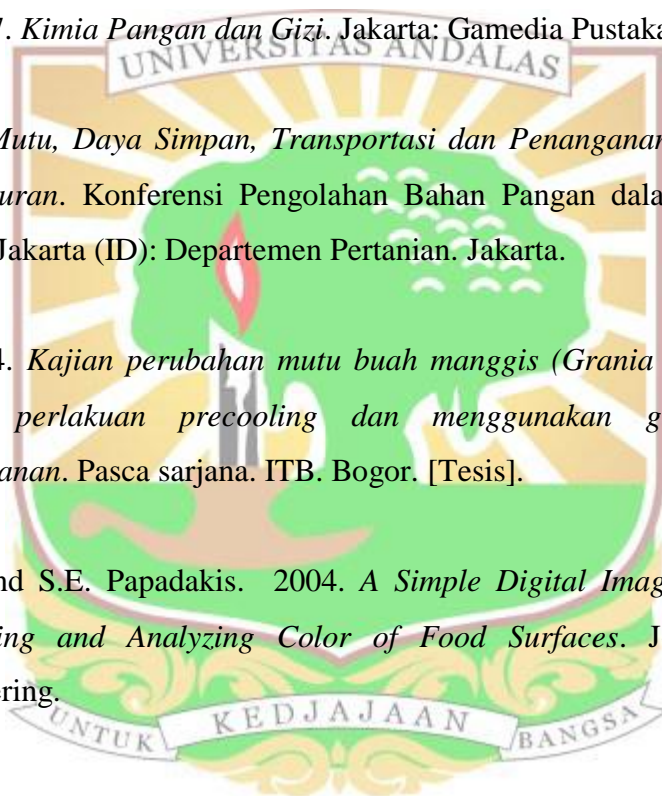 1. Kimia Pangan dan Gizi. Jakarta: Gamedia Pustaka
UNIVERSITAS ANDALAS
Mutu, Daya Simpan, Transportasi dan Penanganan
uran. Konferensi Pengolahan Bahan Pangan dala
Jakarta (ID): Departemen Pertanian. Jakarta.
4. Kajian perubahan mutu buah manggis (Grania
perlakuan precooling dan menggunakan g
anan. Pasca sarjana. ITB. Bogor. [Tesis].
nd S.E. Papadakis. 2004. A Simple Digital Imag
ing and Analyzing Color of Food Surfaces. J
ering.
UNTUK KEDJAJAAN BANGSA